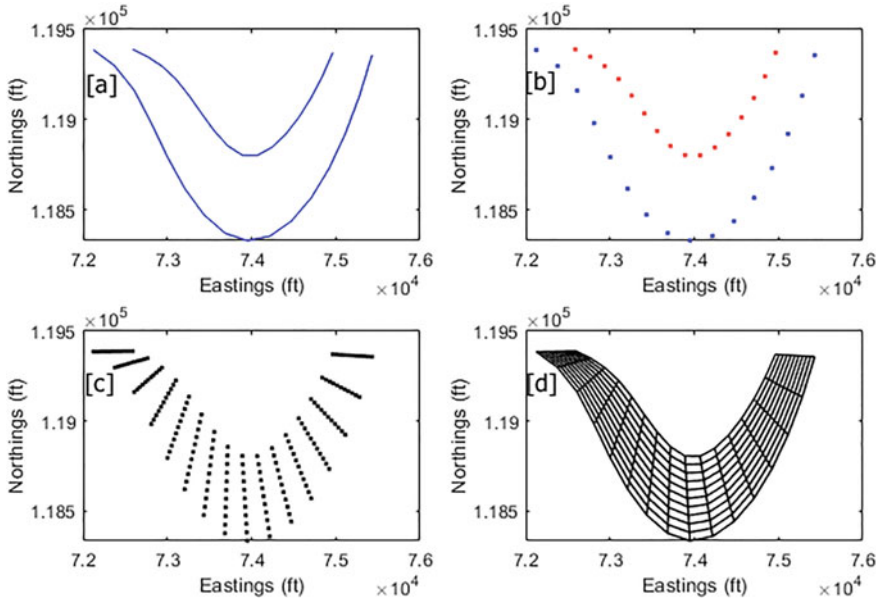 ×10⁵
1.195
1.19
1.185
Northings (ft)
[a]
7.2 7.3 7.4 7.5 7.6
Eastings (ft)
×10⁴
×10⁵
1.195
1.19
1.185
Northings (ft)
[b]
7.2 7.3 7.4 7.5 7.6
Eastings (ft)
×10⁴
×10⁵
1.195
1.19
1.185
Northings (ft)
[c]
7.2 7.3 7.4 7.5 7.6
Eastings (ft)
×10⁴
×10⁵
1.195
1.19
1.185
Northings (ft)
[d]
7.2 7.3 7.4 7.5 7.6
Eastings (ft)
×10⁴